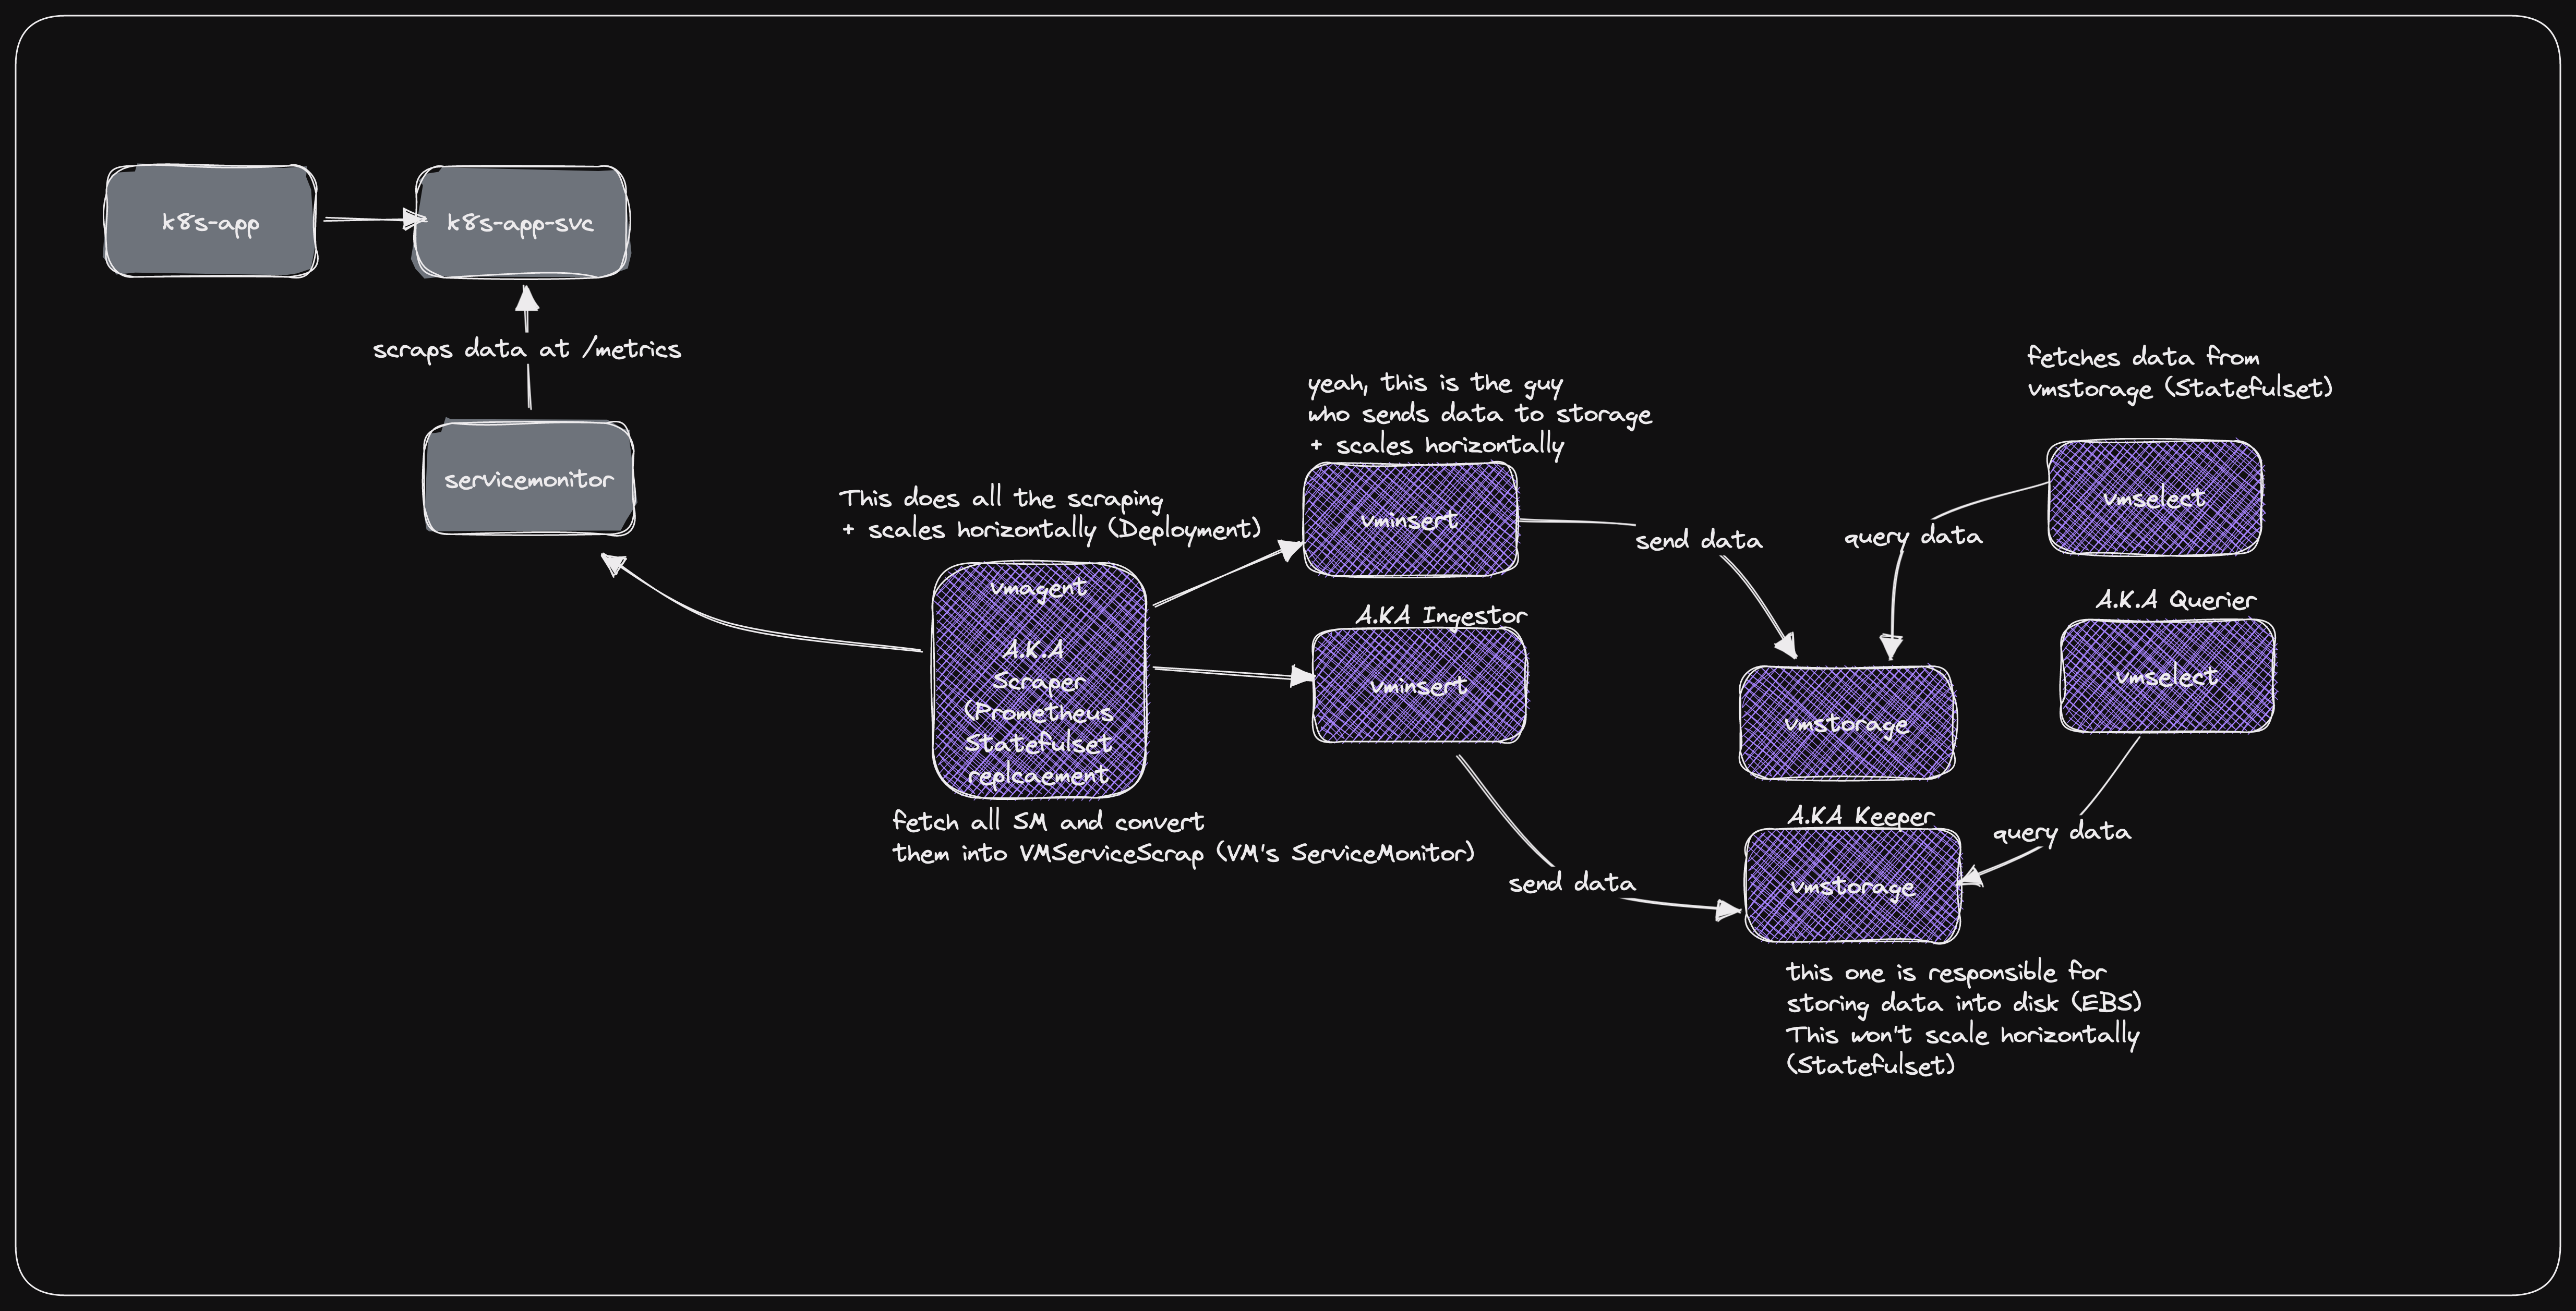 k8s-app
k8s-app-svc
scraps data at /metrics
servicemonitor
This does all the scraping
+ scales horizontally (Deployment)
vmagent
A.K.A
Scraper
(Prometheus
Statefulset
replcaement
fetch all SM and convert
them into VMServiceScrap (VM's ServiceMonitor)
yeah, this is the guy
who sends data to storage
+ scales horizontally
vminsert
A.KA Ingestor
vminsert
send data
send data
fetches data from
vmstorage (Statefulset)
vmselect
query data
A.K.A Querier
vmselect
query data
vmstorage
A.KA Keeper
vmstorage
this one is responsible for
storing data into disk (EBS)
This won't scale horizontally
(Statefulset)